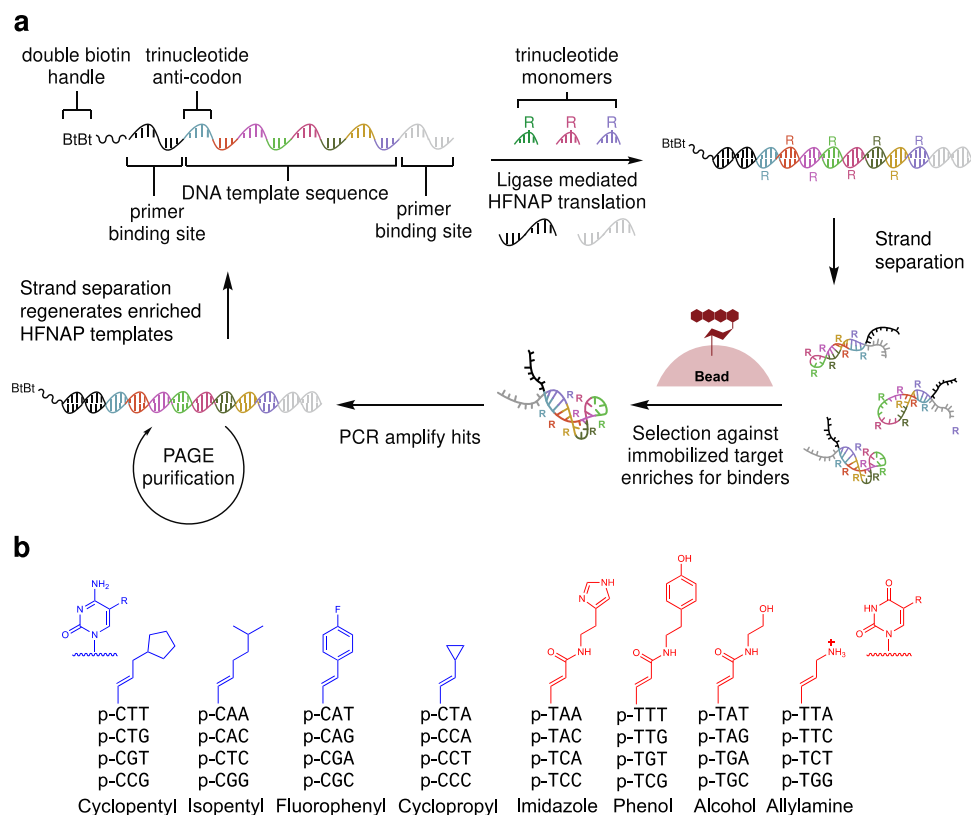 a
double biotin
handle
trinucleotide
anti-codon
BtBt
DNA template sequence
primer
binding site
primer
binding site
trinucleotide
monomers
R R R
Ligase mediated
HFNAP translation
BtBt
R R R R
R R R R
Strand
separation
R R R R R
R R R R R
R R R R R
Bead
Selection against
immobilized target
enriches for binders
R R R R R
PCR amplify hits
BtBt
PAGE
purification
Strand separation
regenerates enriched
HFNAP templates
b
NH2
N
R
O
N
F
N
NH
O
NH
OH
O
NH
OH
O
NH
+
NH3
O
HN
R
O
N
p-CTT p-CAA p-CAT p-CTA p-TAA p-TTT p-TAT p-TTA
p-CTG p-CAC p-CAG p-CCA p-TAC p-TTG p-TAG p-TTC
p-CGT p-CTC p-CGA p-CCT p-TCA p-TGT p-TGA p-TCT
p-CCG p-CGG p-CGC p-CCC p-TCC p-TCG p-TGC p-TGG
Cyclopentyl Isopentyl Fluorophenyl Cyclopropyl Imidazole Phenol Alcohol Allylamine